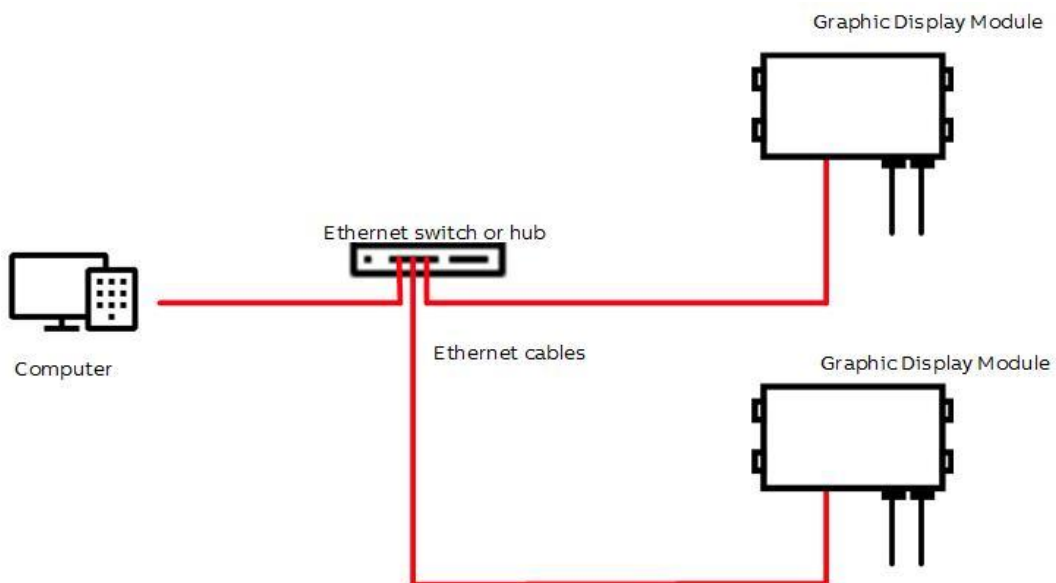 Graphic Display Module
Ethernet switch or hub
Ethernet cables
Computer
Graphic Display Module